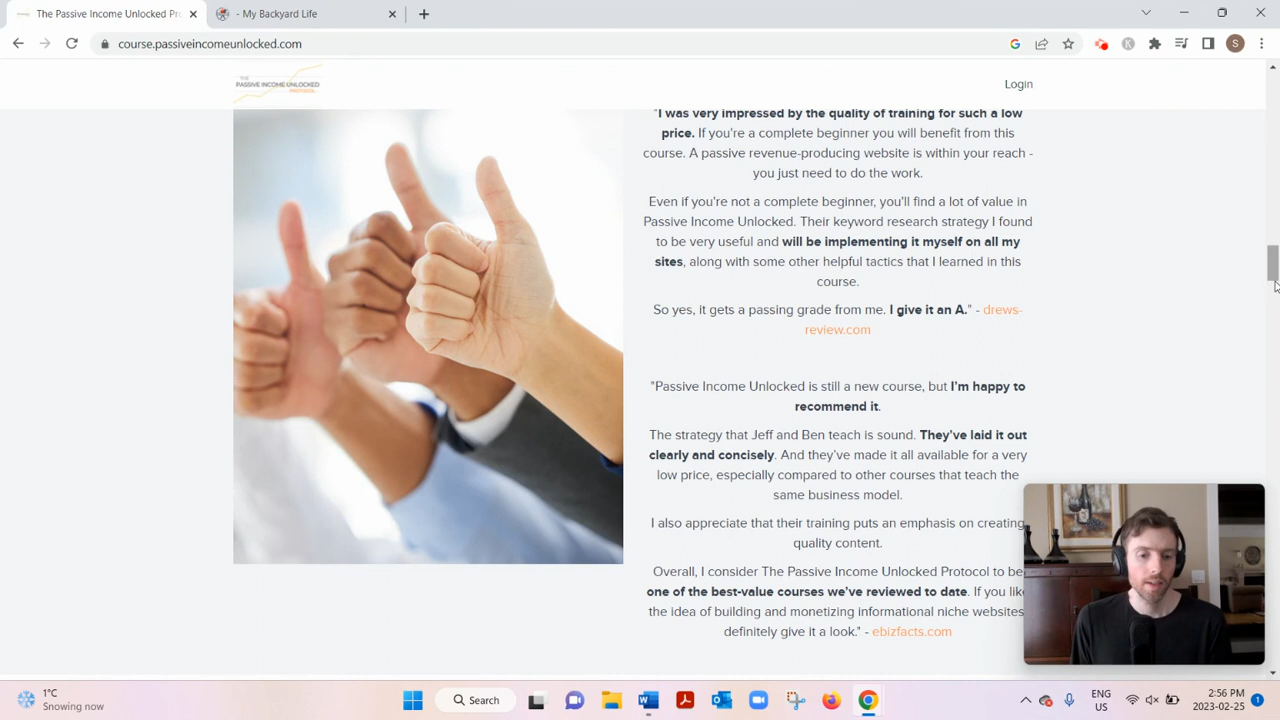 The Passive Income Unlocked Pr
- My Backyard Life
course.passiveincomeunlocked.com
S
THE
PASSIVE INCOME UNLOCKED
PROTOCOL
Login
"I was very impressed by the quality of training for such a low
price. If you're a complete beginner you will benefit from this
course. A passive revenue-producing website is within your reach -
you just need to do the work.
Even if you're not a complete beginner, you'll find a lot of value in
Passive Income Unlocked. Their keyword research strategy I found
to be very useful and will be implementing it myself on all my
sites, along with some other helpful tactics that I learned in this
course.
So yes, it gets a passing grade from me. I give it an A." - drews-
review.com
"Passive Income Unlocked is still a new course, but I'm happy to
recommend it.
The strategy that Jeff and Ben teach is sound. They've laid it out
clearly and concisely. And they've made it all available for a very
low price, especially compared to other courses that teach the
same business model.
I also appreciate that their training puts an emphasis on creating
quality content.
Overall, I consider The Passive Income Unlocked Protocol to be
one of the best-value courses we've reviewed to date. If you like
the idea of building and monetizing informational niche websites
definitely give it a look." - ebizfacts.com
1°C
Snowing now
Search
ENG
US
2:56 PM
2023-02-25
1